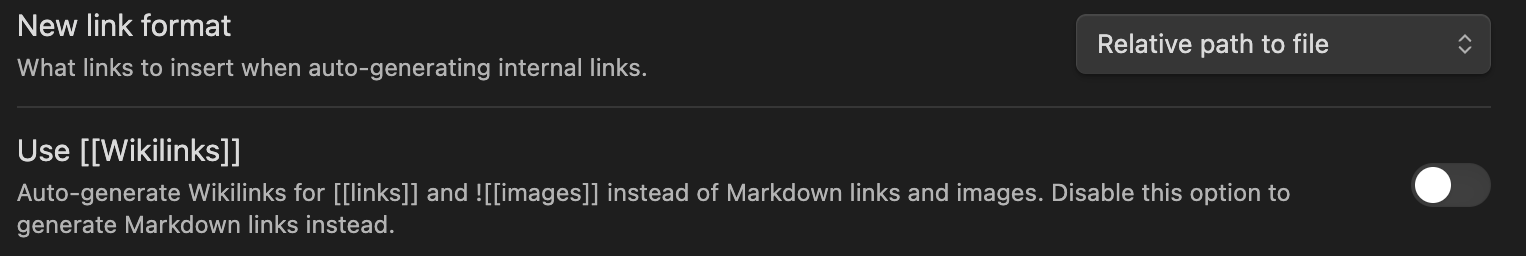 New link format
Relative path to file
What links to insert when auto-generating internal links.
Use [[Wikilinks]]
Auto-generate Wikilinks for [[links]] and ![[images]] instead of Markdown links and images. Disable this option to
generate Markdown links instead.